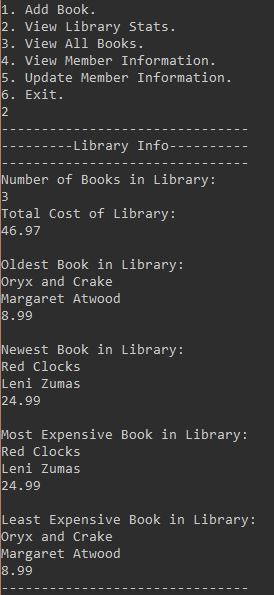 1. Add Book.
2. View Library Stats.
3. View All Books.
4. View Member Information.
5. Update Member Information.
6. Exit.
2
-------------------------------
---------Library Info----------
-------------------------------
Number of Books in Library:
3
Total Cost of Library:
46.97

Oldest Book in Library:
Oryx and Crake
Margaret Atwood
8.99

Newest Book in Library:
Red Clocks
Leni Zumas
24.99

Most Expensive Book in Library:
Red Clocks
Leni Zumas
24.99

Least Expensive Book in Library:
Oryx and Crake
Margaret Atwood
8.99
-------------------------------